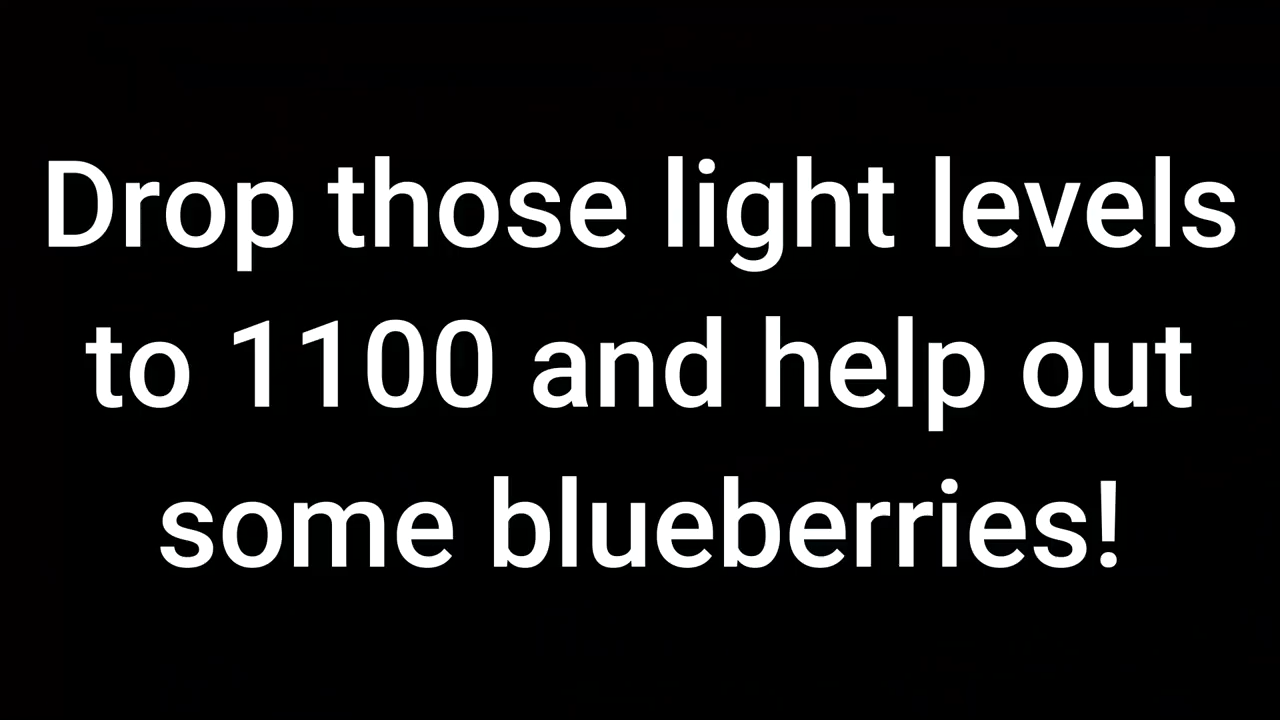 Drop those light levels
to 1100 and help out
some blueberries!